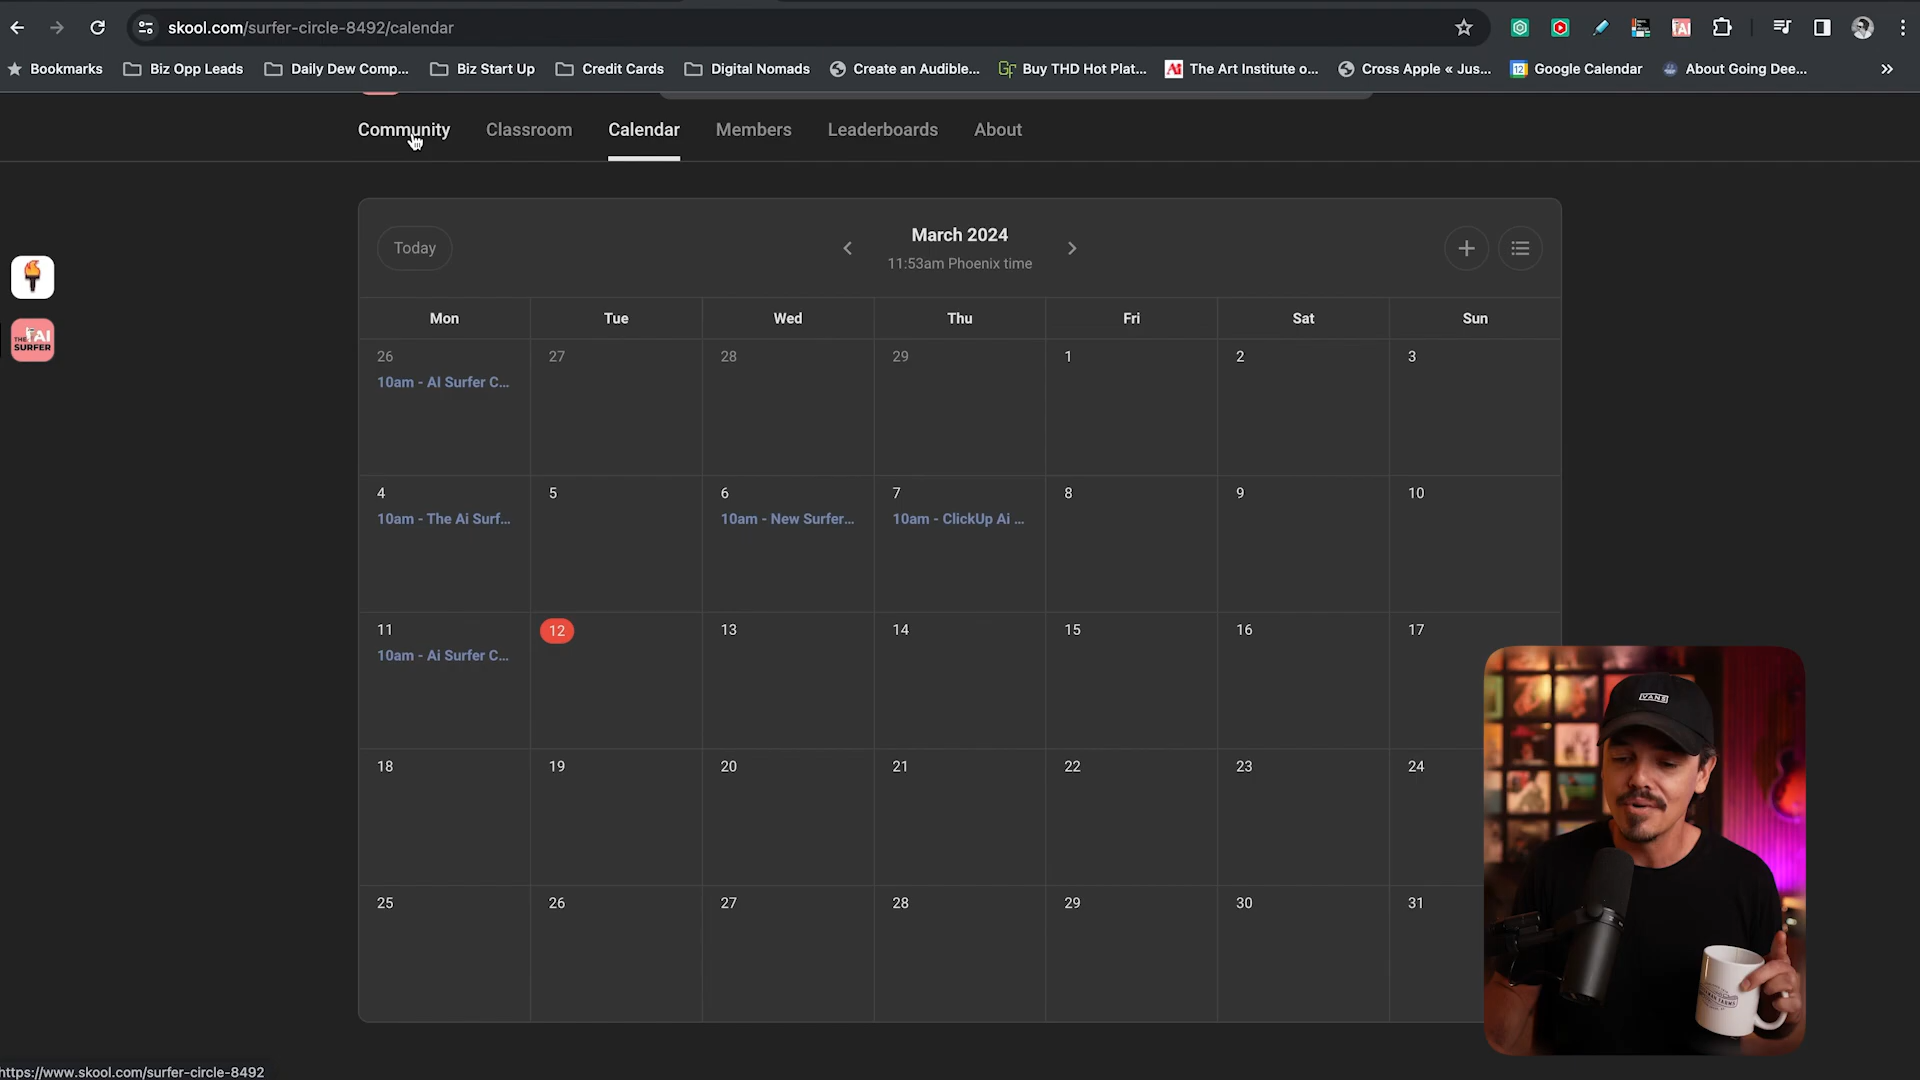 skool.com/surfer-circle-8492/calendar
Bookmarks Biz Opp Leads Daily Dew Comp... Biz Start Up Credit Cards Digital Nomads Create an Audible... Buy THD Hot Plat... The Art Institute o... Cross Apple « Jus... Google Calendar About Going Dee...
Community Classroom Calendar Members Leaderboards About
Today
March 2024
11:53am Phoenix time
THE AI
SURFER
Mon Tue Wed Thu Fri Sat Sun
26 27 28 29 1 2 3
10am - AI Surfer C...
4 5 6 7 8 9 10
10am - The Ai Surf... 10am - New Surfer... 10am - ClickUp Ai ...
11 12 13 14 15 16 17
10am - Ai Surfer C...
18 19 20 21 22 23 24
25 26 27 28 29 30 31
VANS
https://www.skool.com/surfer-circle-8492